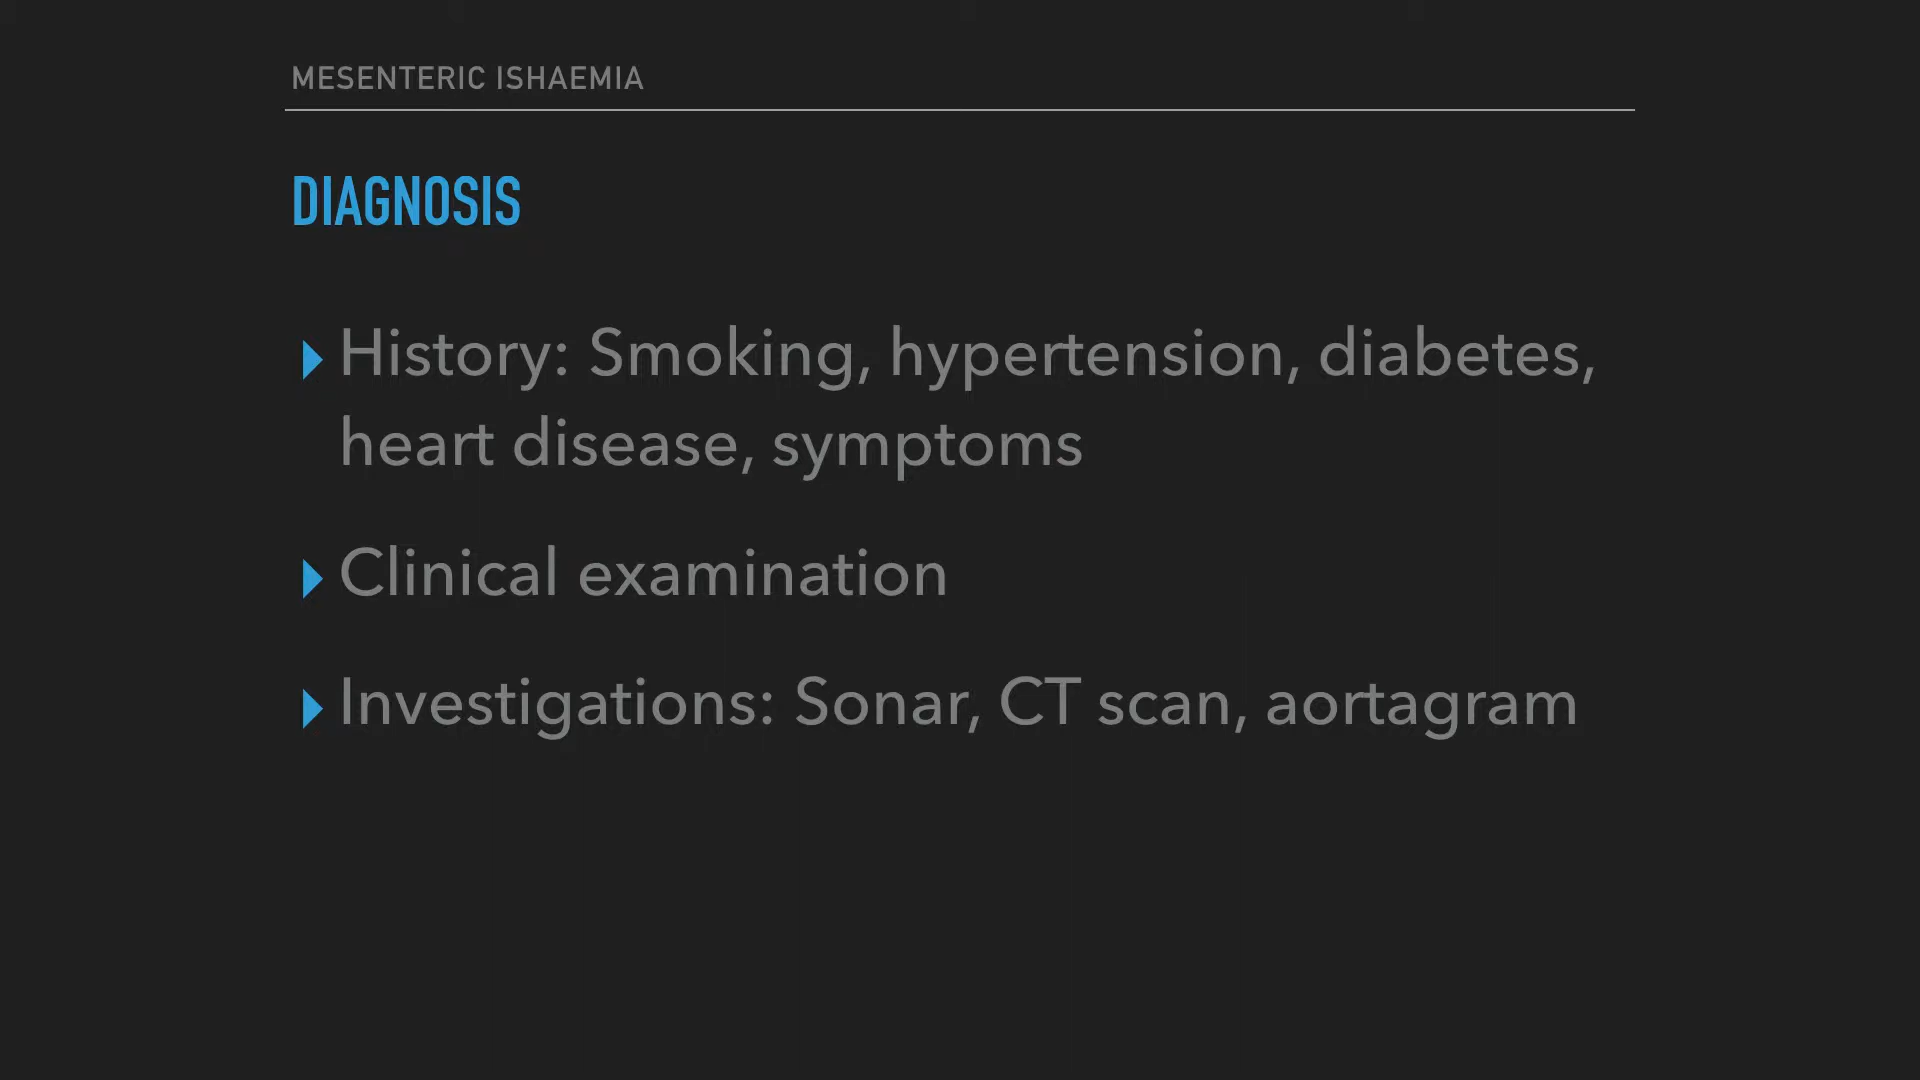 MESENTERIC ISHAEMIA
DIAGNOSIS
History: Smoking, hypertension, diabetes,
heart disease, symptoms
Clinical examination
Investigations: Sonar, CT scan, aortagram